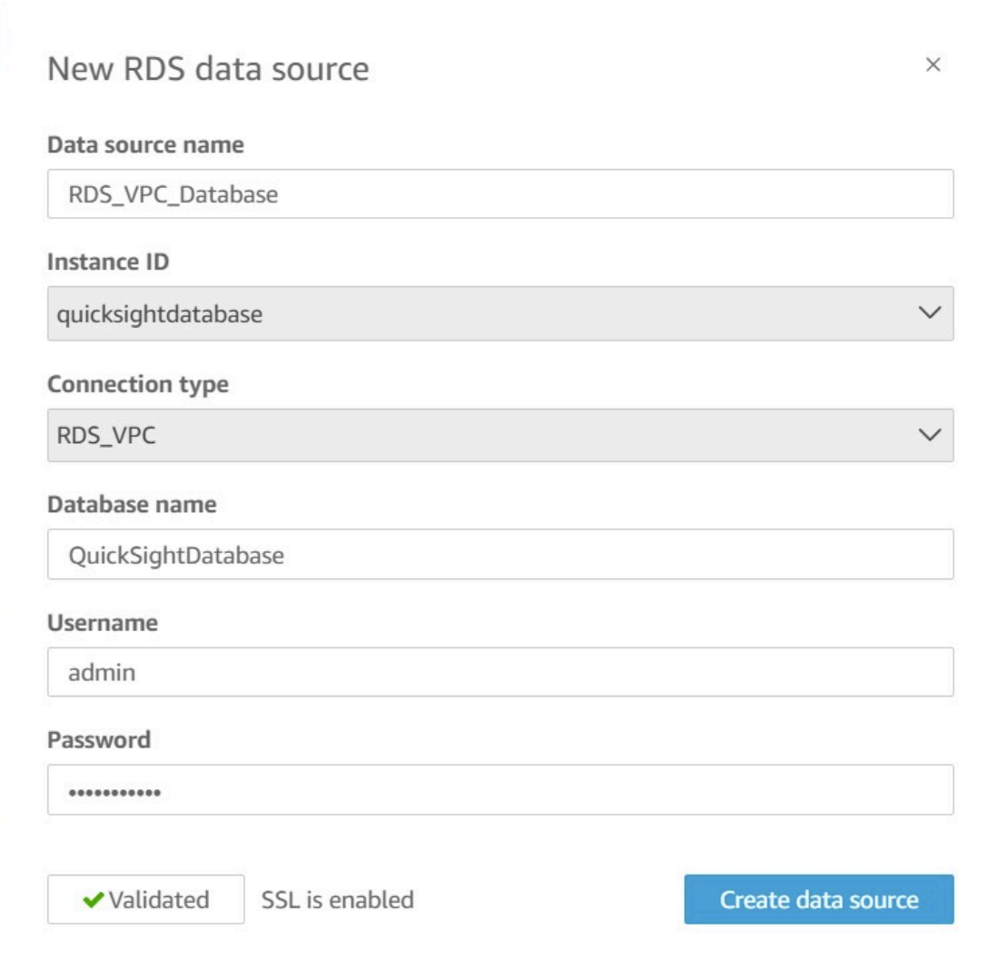 New RDS data source
Data source name
RDS_VPC_Database
Instance ID
quicksightdatabase
Connection type
RDS_VPC
Database name
QuickSightDatabase
Username
admin
Password
•••••••••••
Validated SSL is enabled Create data source